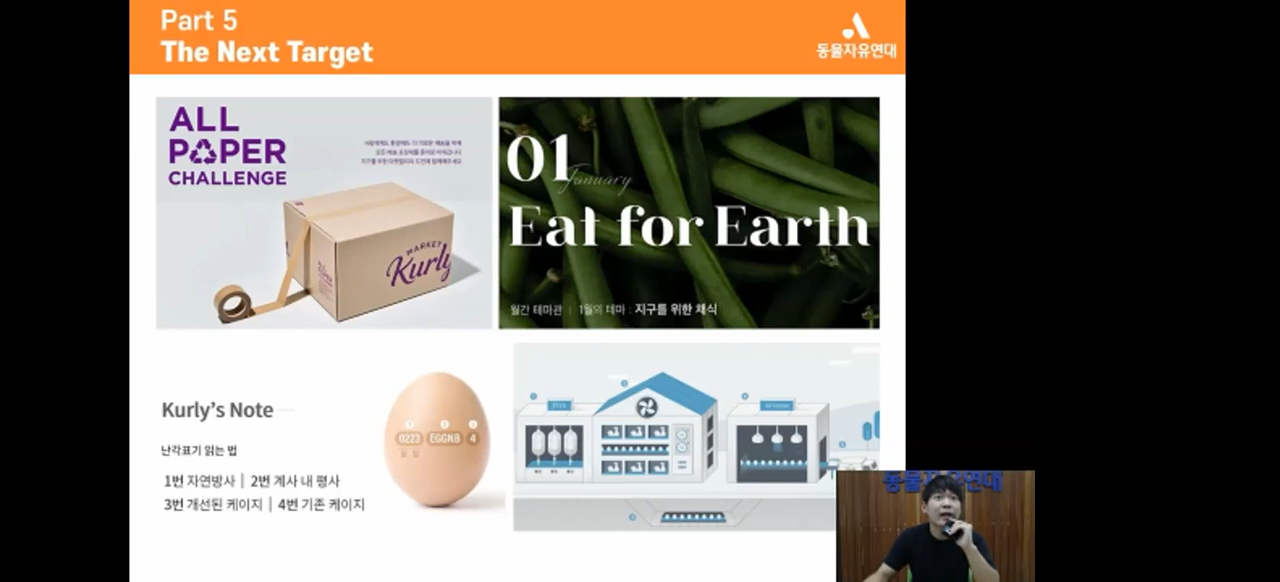 Part 5
The Next Target
동물자유연대
ALL
PAPER
CHALLENGE
MARKET
Kurly
01
January
Eat for Earth
월간 테마관 | 1월의 테마 : 지구를 위한 채식
Kurly's Note
난각표기 읽는 법
1번 자연방사 | 2번 계사 내 평사
3번 개선된 케이지 | 4번 기존 케이지
0223 EGGNB 4
동물자유연대